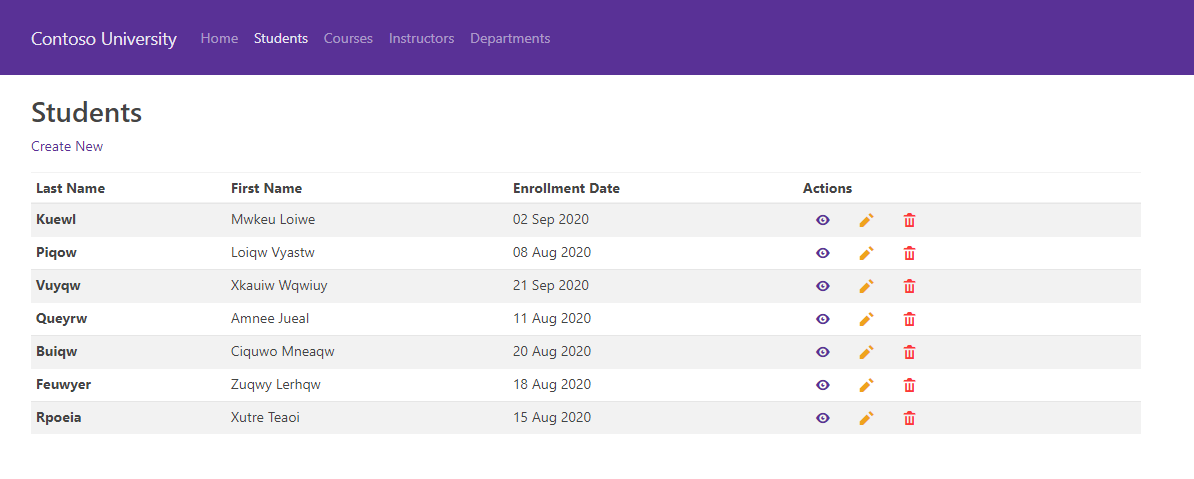 Contoso University Home Students Courses Instructors Departments
Students
Create New
Last Name First Name Enrollment Date Actions
Kuewl Mwkeu Loiwe 02 Sep 2020
Piqow Loiqw Vyastw 08 Aug 2020
Vuyqw Xkauiw Wqwiuy 21 Sep 2020
Queyrw Amnee Jueal 11 Aug 2020
Buiqw Ciquwo Mneaqw 20 Aug 2020
Feuwyer Zuqwy Lerhqw 18 Aug 2020
Rpoeia Xutre Teaoi 15 Aug 2020